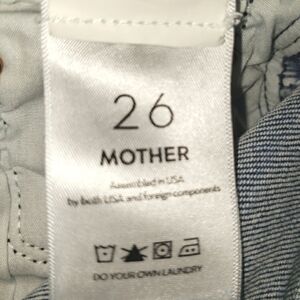 26
MOTHER
Assembled in USA
by both USA and foreign components
DO YOUR OWN LAUNDRY